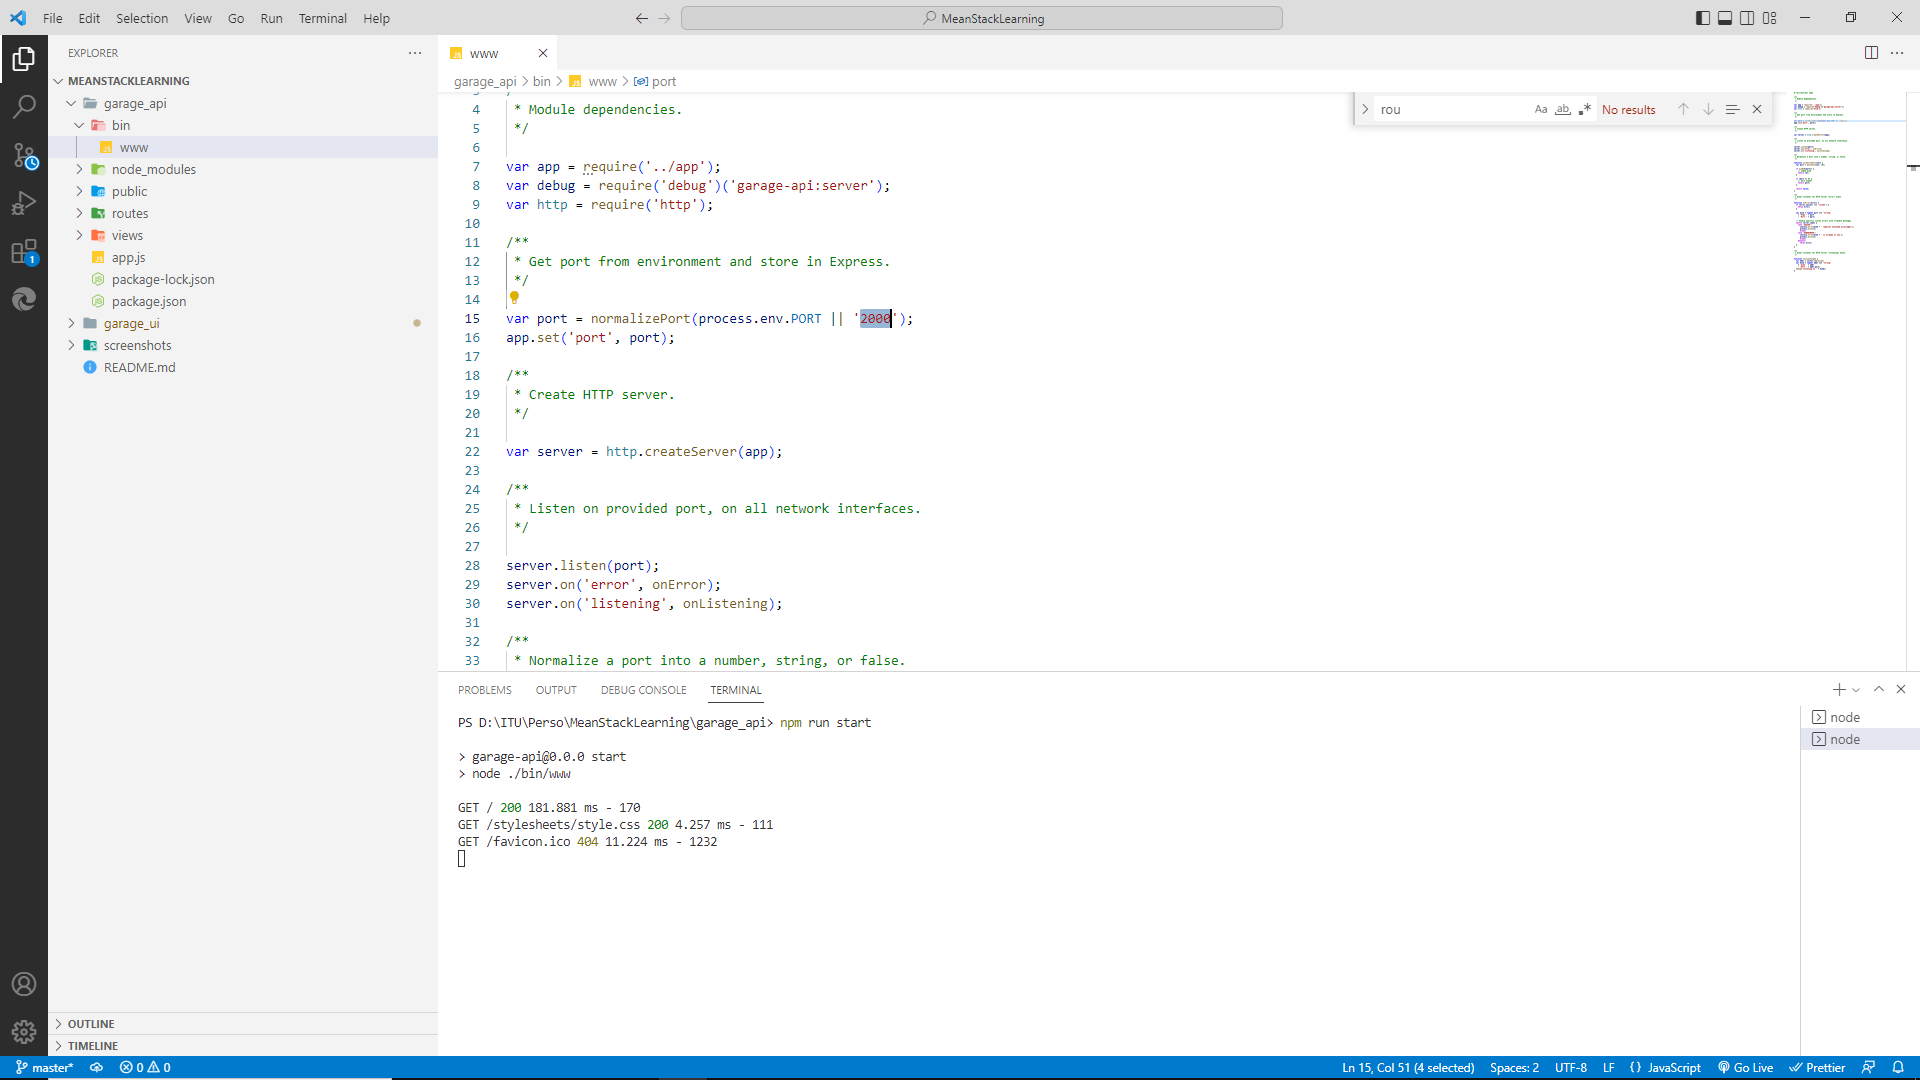 File Edit Selection View Go Run Terminal Help
MeanStackLearning
EXPLORER
MEANSTACKLEARNING
garage_api
bin
www
node_modules
public
routes
views
app.js
package-lock.json
package.json
garage_ui
screenshots
README.md
OUTLINE
TIMELINE
www
garage_api > bin > www > port
rou
Aa ab .* No results
4 * Module dependencies.
5 */
6
7 var app = require('../app');
8 var debug = require('debug')('garage-api:server');
9 var http = require('http');
10
11 /**
12 * Get port from environment and store in Express.
13 */
14
15 var port = normalizePort(process.env.PORT || '2000');
16 app.set('port', port);
17
18 /**
19 * Create HTTP server.
20 */
21
22 var server = http.createServer(app);
23
24 /**
25 * Listen on provided port, on all network interfaces.
26 */
27
28 server.listen(port);
29 server.on('error', onError);
30 server.on('listening', onListening);
31
32 /**
33 * Normalize a port into a number, string, or false.
PROBLEMS OUTPUT DEBUG CONSOLE TERMINAL
PS D:\ITU\Perso\MeanStackLearning\garage_api> npm run start
> garage-api@0.0.0 start
> node ./bin/www
GET / 200 181.881 ms - 170
GET /stylesheets/style.css 200 4.257 ms - 111
GET /favicon.ico 404 11.224 ms - 1232
node
node
1
master* 0 0 Ln 15, Col 51 (4 selected) Spaces: 2 UTF-8 LF {} JavaScript Go Live Prettier